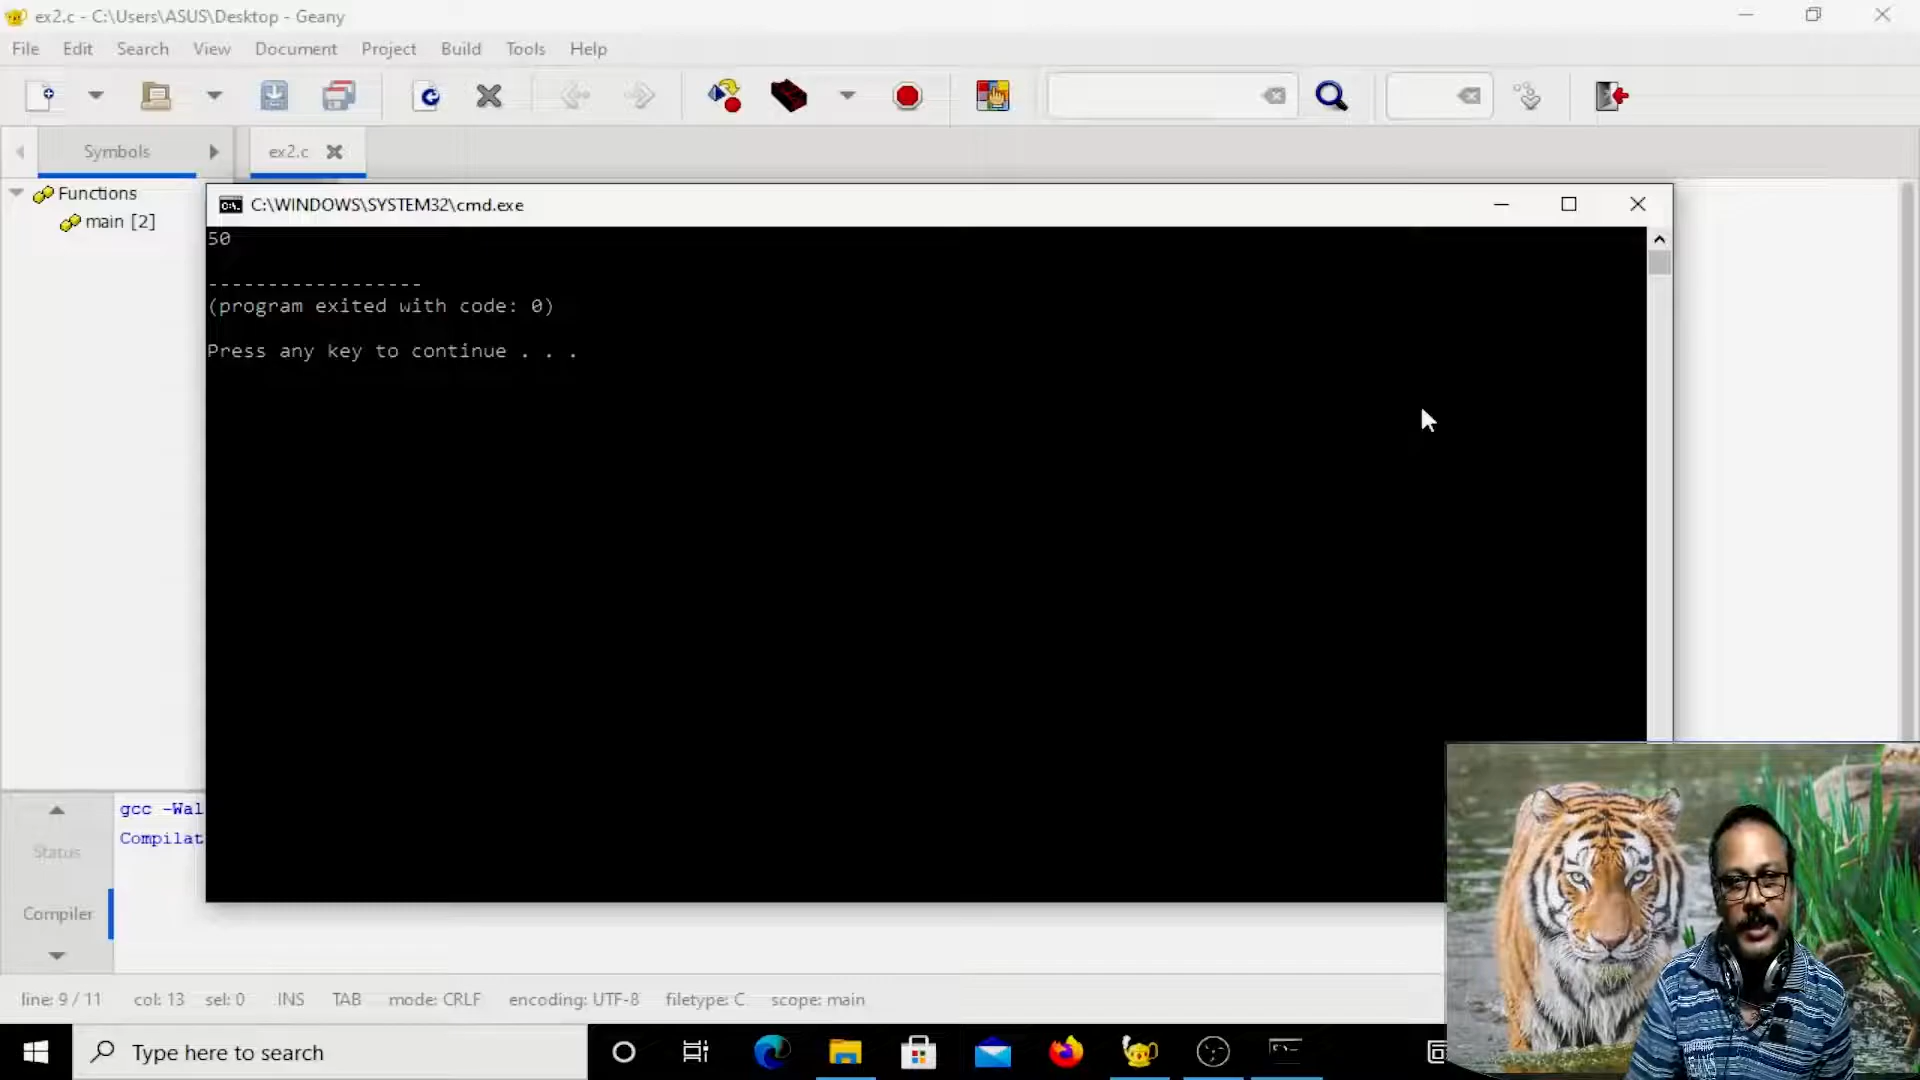 ex2.c - C:\Users\ASUS\Desktop - Geany
File Edit Search View Document Project Build Tools Help
Symbols ex2.c
Functions
main [2]
C:\WINDOWS\SYSTEM32\cmd.exe
50
------------------
(program exited with code: 0)
Press any key to continue . . .
gcc -Wal
Compilat
Status
Compiler
line: 9 / 11 col: 13 sel: 0 INS TAB mode: CRLF encoding: UTF-8 filetype: C scope: main
Type here to search